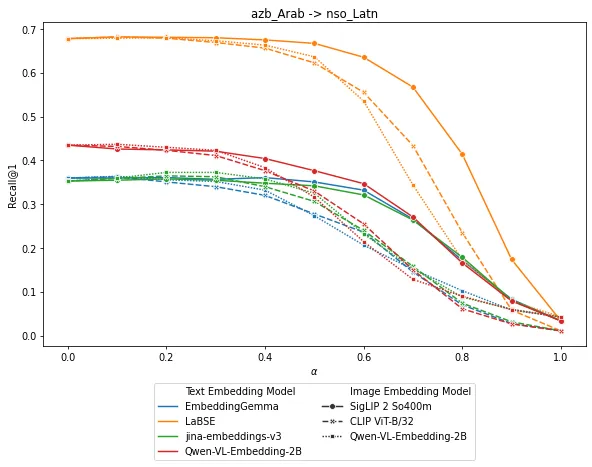 azb_Arab -> nso_Latn
0.7
0.6
0.5
0.4
0.3
0.2
0.1
0.0
Recall@1
0.0 0.2 0.4 0.6 0.8 1.0
α
Text Embedding Model Image Embedding Model
EmbeddingGemma SigLIP 2 So400m
LaBSE CLIP ViT-B/32
jina-embeddings-v3 Qwen-VL-Embedding-2B
Qwen-VL-Embedding-2B